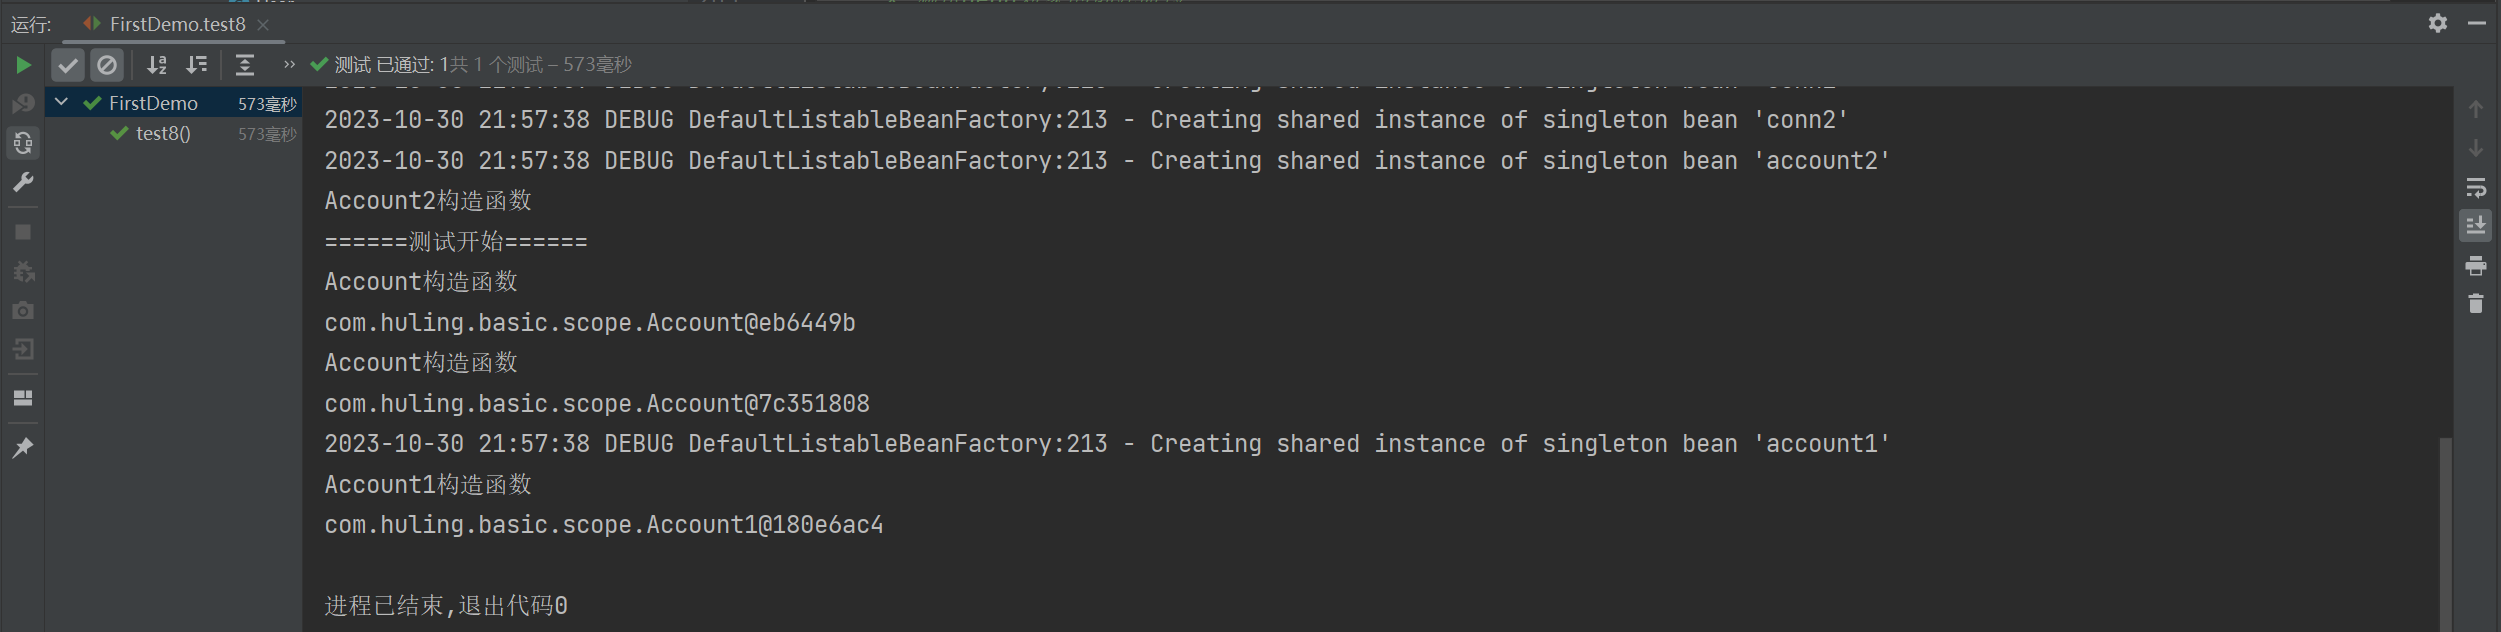 运行: FirstDemo.test8
» 测试 已通过: 1共 1 个测试 – 573毫秒
FirstDemo 573毫秒
test8() 573毫秒
2023-10-30 21:57:38 DEBUG DefaultListableBeanFactory:213 - Creating shared instance of singleton bean 'conn2'
2023-10-30 21:57:38 DEBUG DefaultListableBeanFactory:213 - Creating shared instance of singleton bean 'account2'
Account2构造函数
======测试开始======
Account构造函数
com.huling.basic.scope.Account@eb6449b
Account构造函数
com.huling.basic.scope.Account@7c351808
2023-10-30 21:57:38 DEBUG DefaultListableBeanFactory:213 - Creating shared instance of singleton bean 'account1'
Account1构造函数
com.huling.basic.scope.Account1@180e6ac4
进程已结束,退出代码0